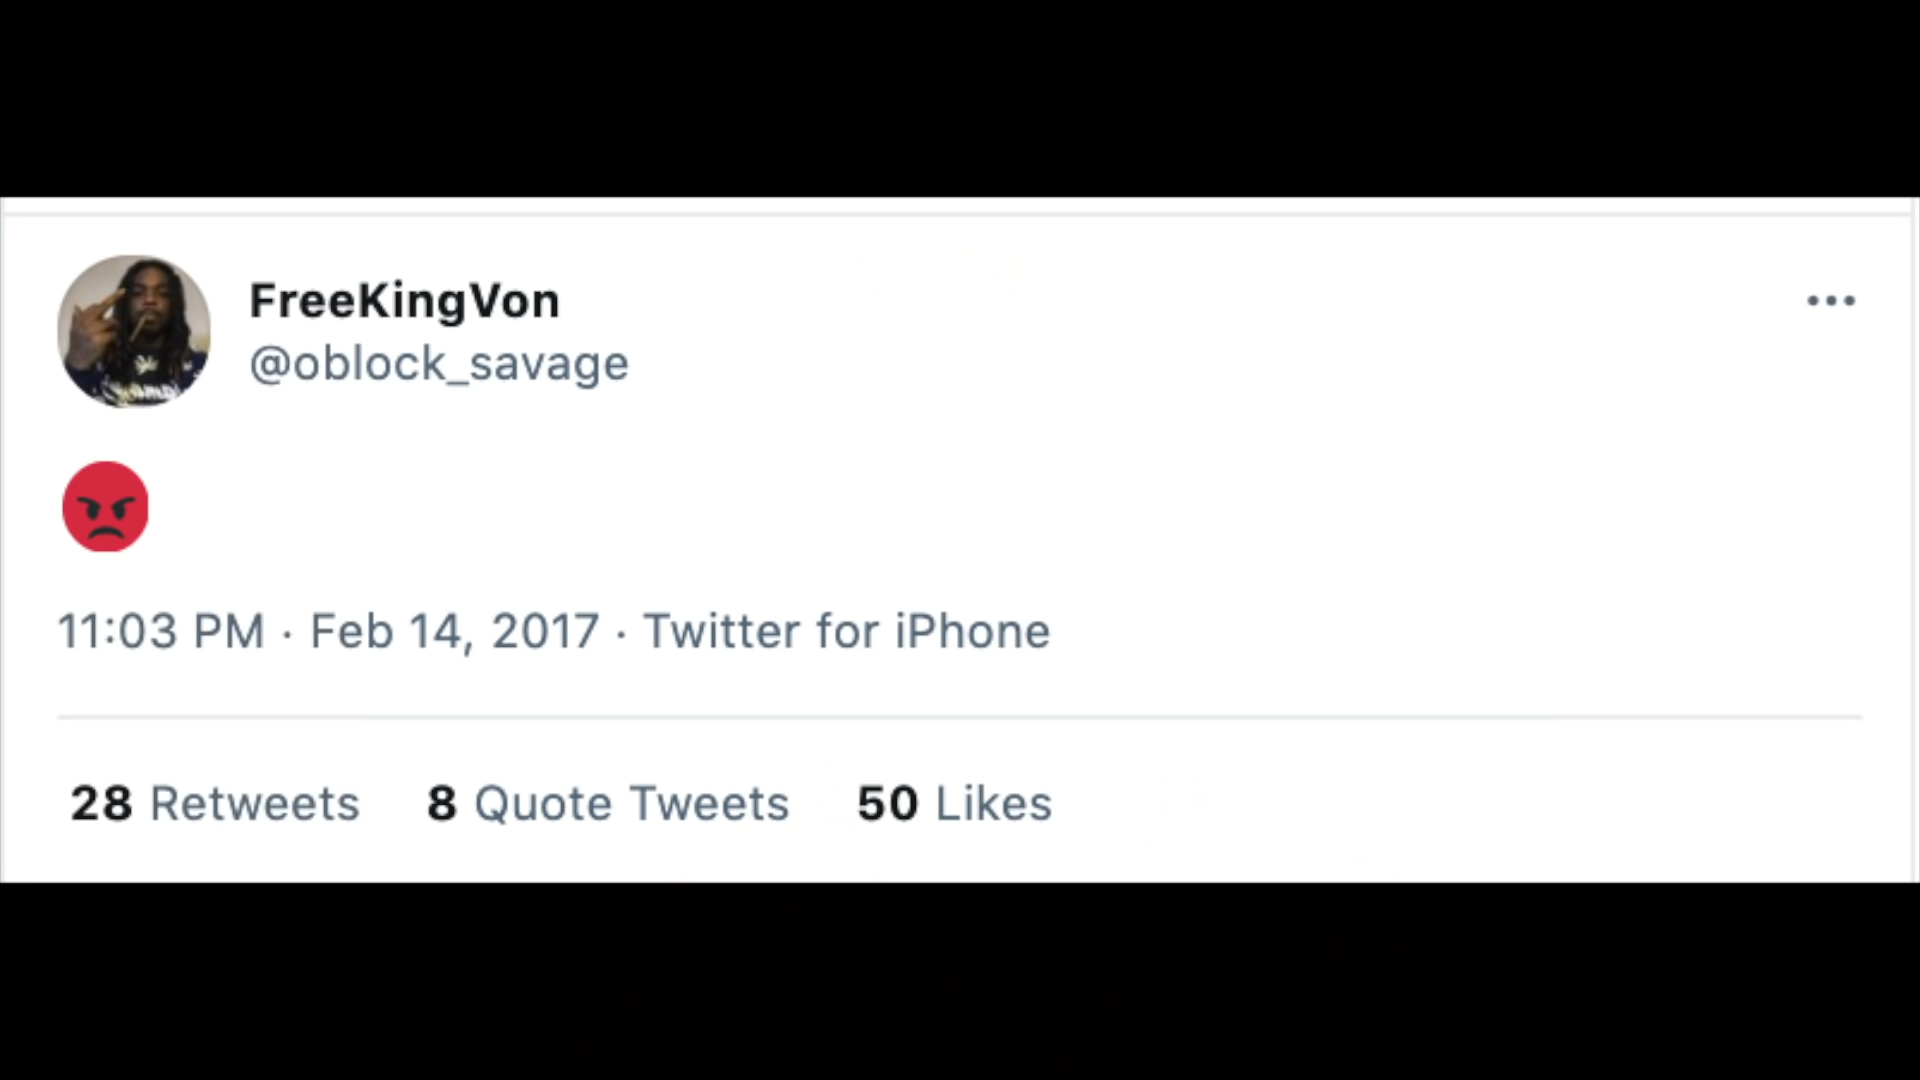 FreeKingVon
@oblock_savage
😡
11:03 PM · Feb 14, 2017 · Twitter for iPhone
28 Retweets 8 Quote Tweets 50 Likes